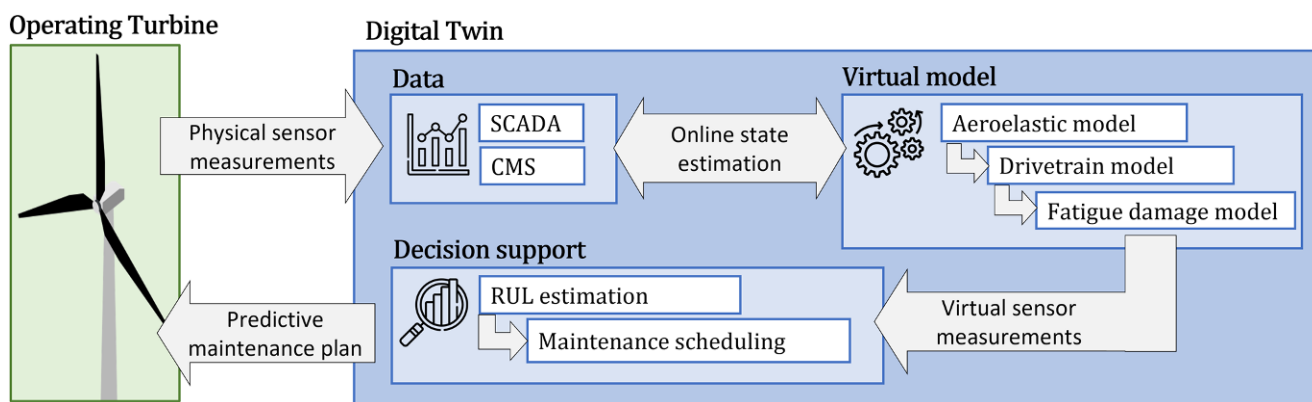 Operating Turbine
Digital Twin
Data
Virtual model
Physical sensor
measurements
SCADA
CMS
Online state
estimation
Aeroelastic model
Drivetrain model
Fatigue damage model
Decision support
RUL estimation
Maintenance scheduling
Virtual sensor
measurements
Predictive
maintenance plan